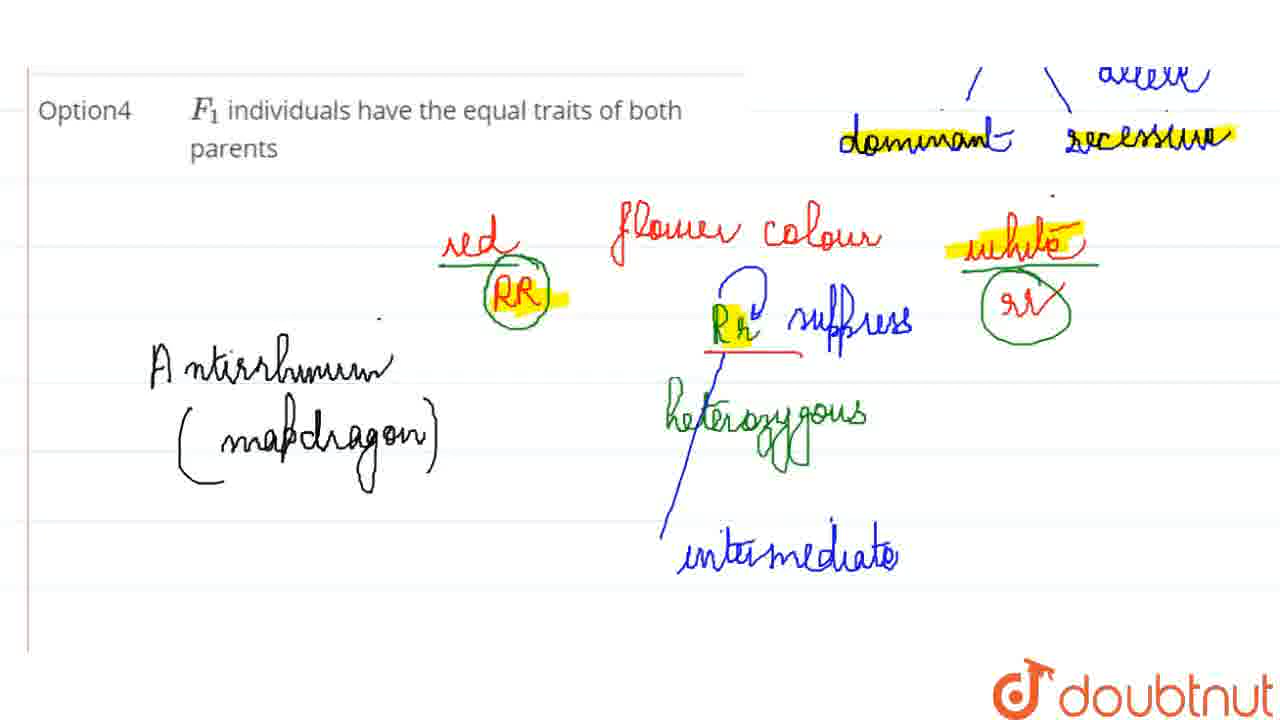 allele
dominant recessive
Option4 F₁ individuals have the equal traits of both
parents
red flower colour white
RR Rr suppress rr
Antirrhinum
(snapdragon)
heterozygous
intermediate
doubtnut